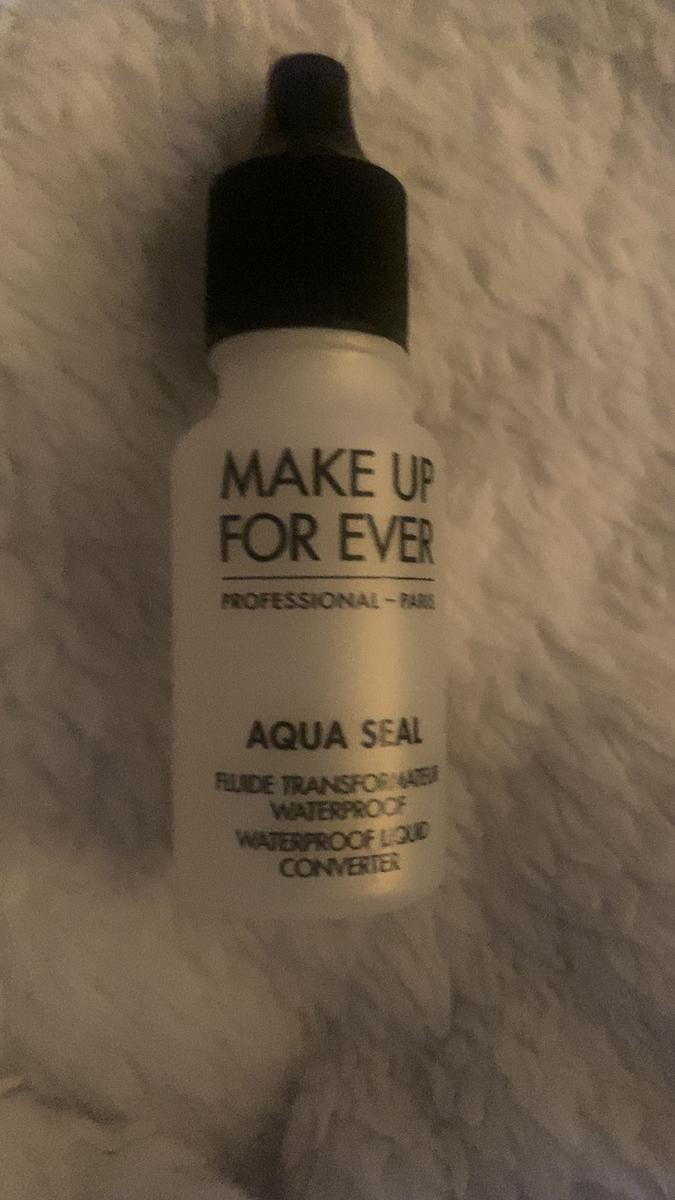 MAKE UP
FOR EVER
PROFESSIONAL – PARIS
AQUA SEAL
FLUIDE TRANSFORMATEUR
WATERPROOF
WATERPROOF LIQUID
CONVERTER